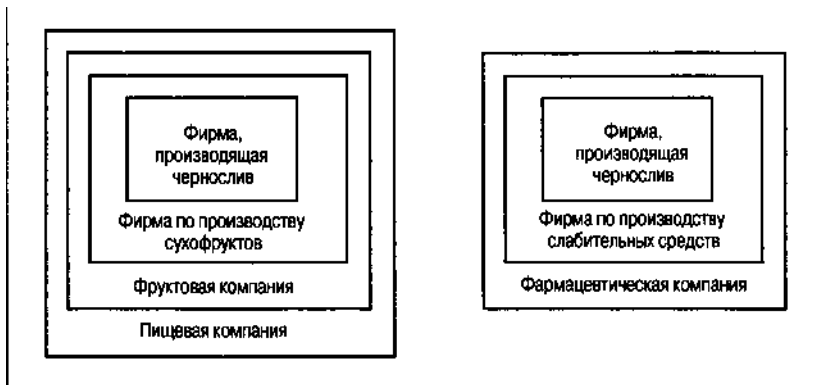 Фирма,
производящая
чернослив
Фирма по производству
сухофруктов
Фруктовая компания
Пищевая компания
Фирма,
производящая
чернослив
Фирма по производству
слабительных средств
Фармацевтическая компания